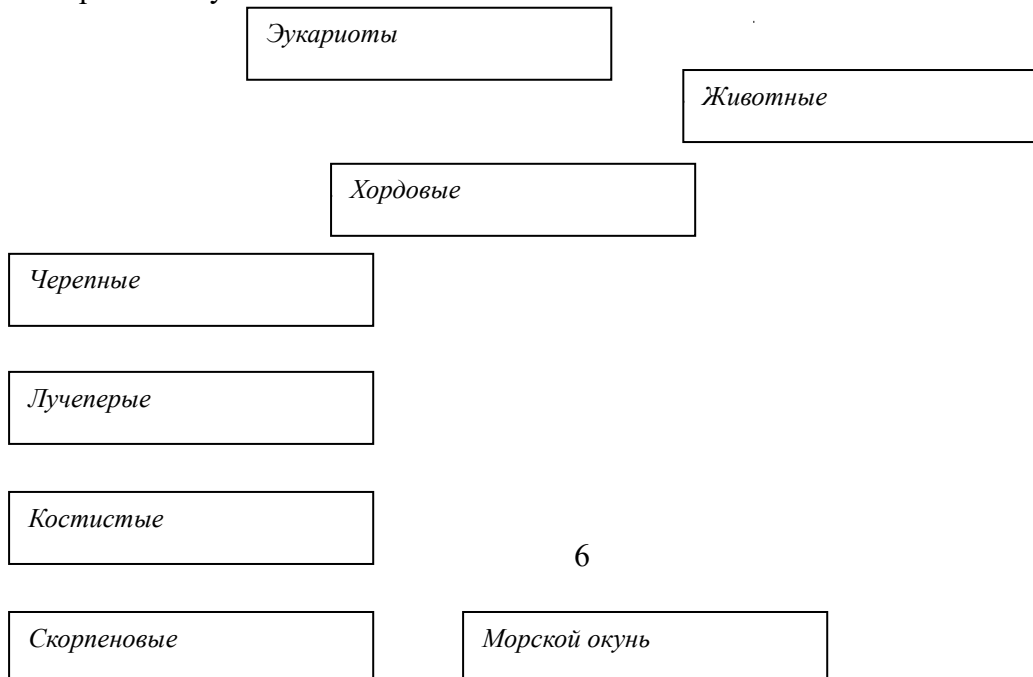 Эукариоты
Животные
Хордовые
Черепные
Лучеперые
Костистые
6
Скорпеновые
Морской окунь